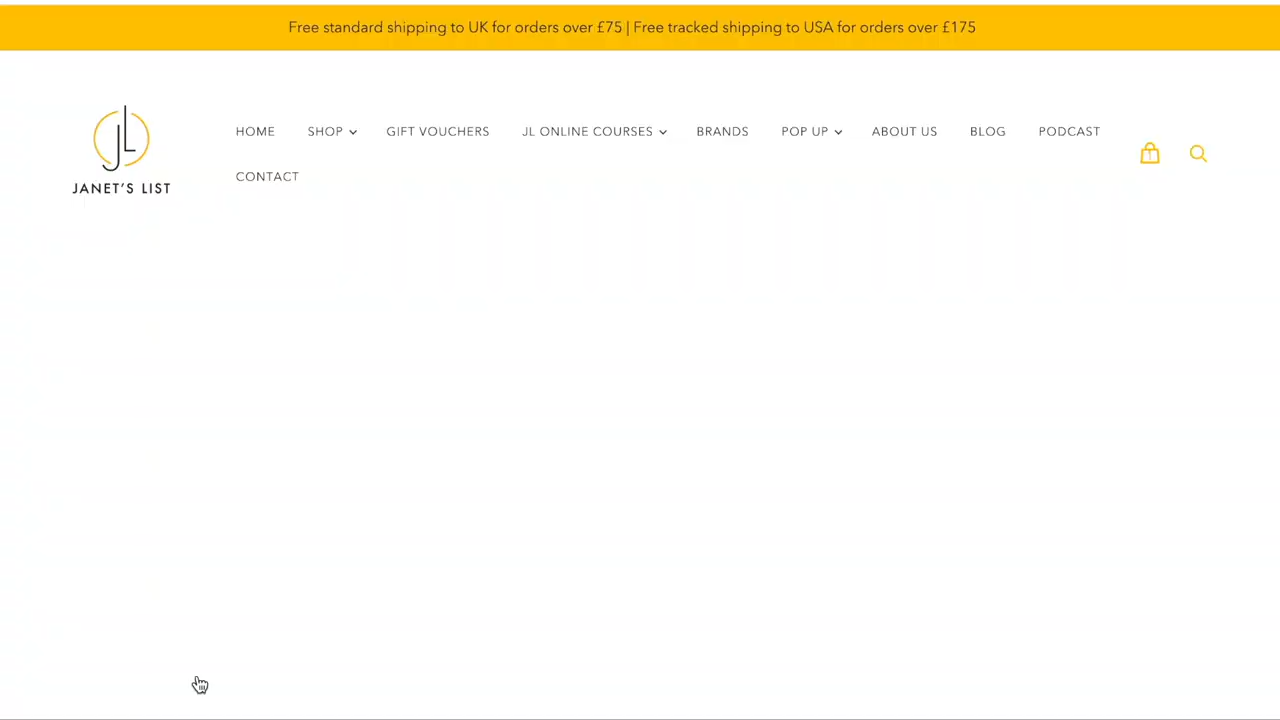 Free standard shipping to UK for orders over £75 | Free tracked shipping to USA for orders over £175
JL
JANET'S LIST
HOME SHOP GIFT VOUCHERS JL ONLINE COURSES BRANDS POP UP ABOUT US BLOG PODCAST
CONTACT
1